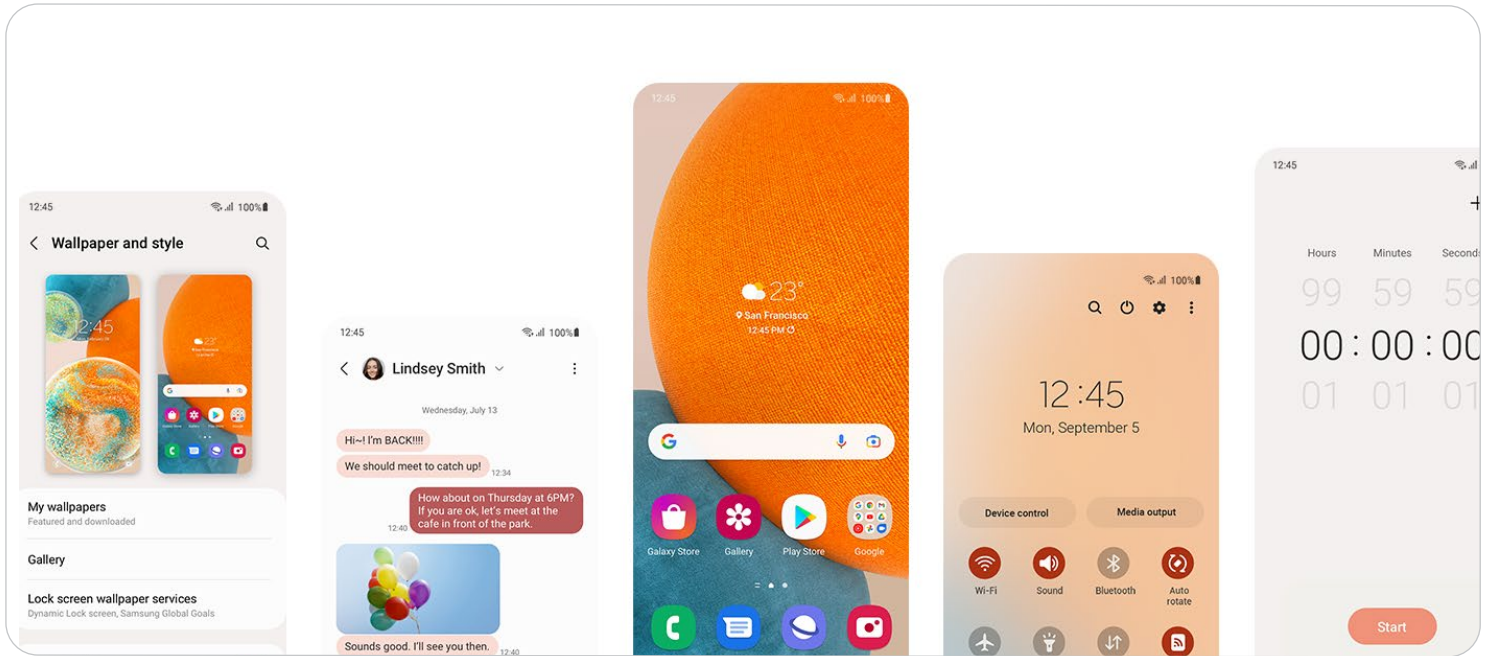 12:45
100%
Wallpaper and style
12:45
23°
My wallpapers
Featured and downloaded
Gallery
Lock screen wallpaper services
Dynamic Lock screen, Samsung Global Goals
12:45
100%
Lindsey Smith
Wednesday, July 13
Hi~! I'm BACK!!!!
We should meet to catch up!
12:34
How about on Thursday at 6PM?
If you are ok, let's meet at the
cafe in front of the park.
12:40
Sounds good. I'll see you then.
12:40
12:45
100%
23°
San Francisco
12:45 PM
Galaxy Store
Gallery
Play Store
Google
100%
12:45
Mon, September 5
Device control
Media output
Wi-Fi
Sound
Bluetooth
Auto
rotate
12:45
+
Hours Minutes Seconds
99 59 59
00 : 00 : 00
01 01 01
Start